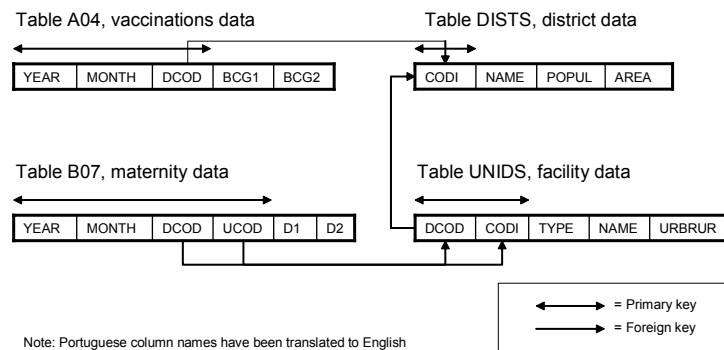 Table A04, vaccinations data
YEAR MONTH DCOD BCG1 BCG2
Table DISTS, district data
CODI NAME POPUL AREA
Table B07, maternity data
YEAR MONTH DCOD UCOD D1 D2
Table UNIDS, facility data
DCOD CODI TYPE NAME URBRUR
= Primary key
= Foreign key
Note: Portuguese column names have been translated to English